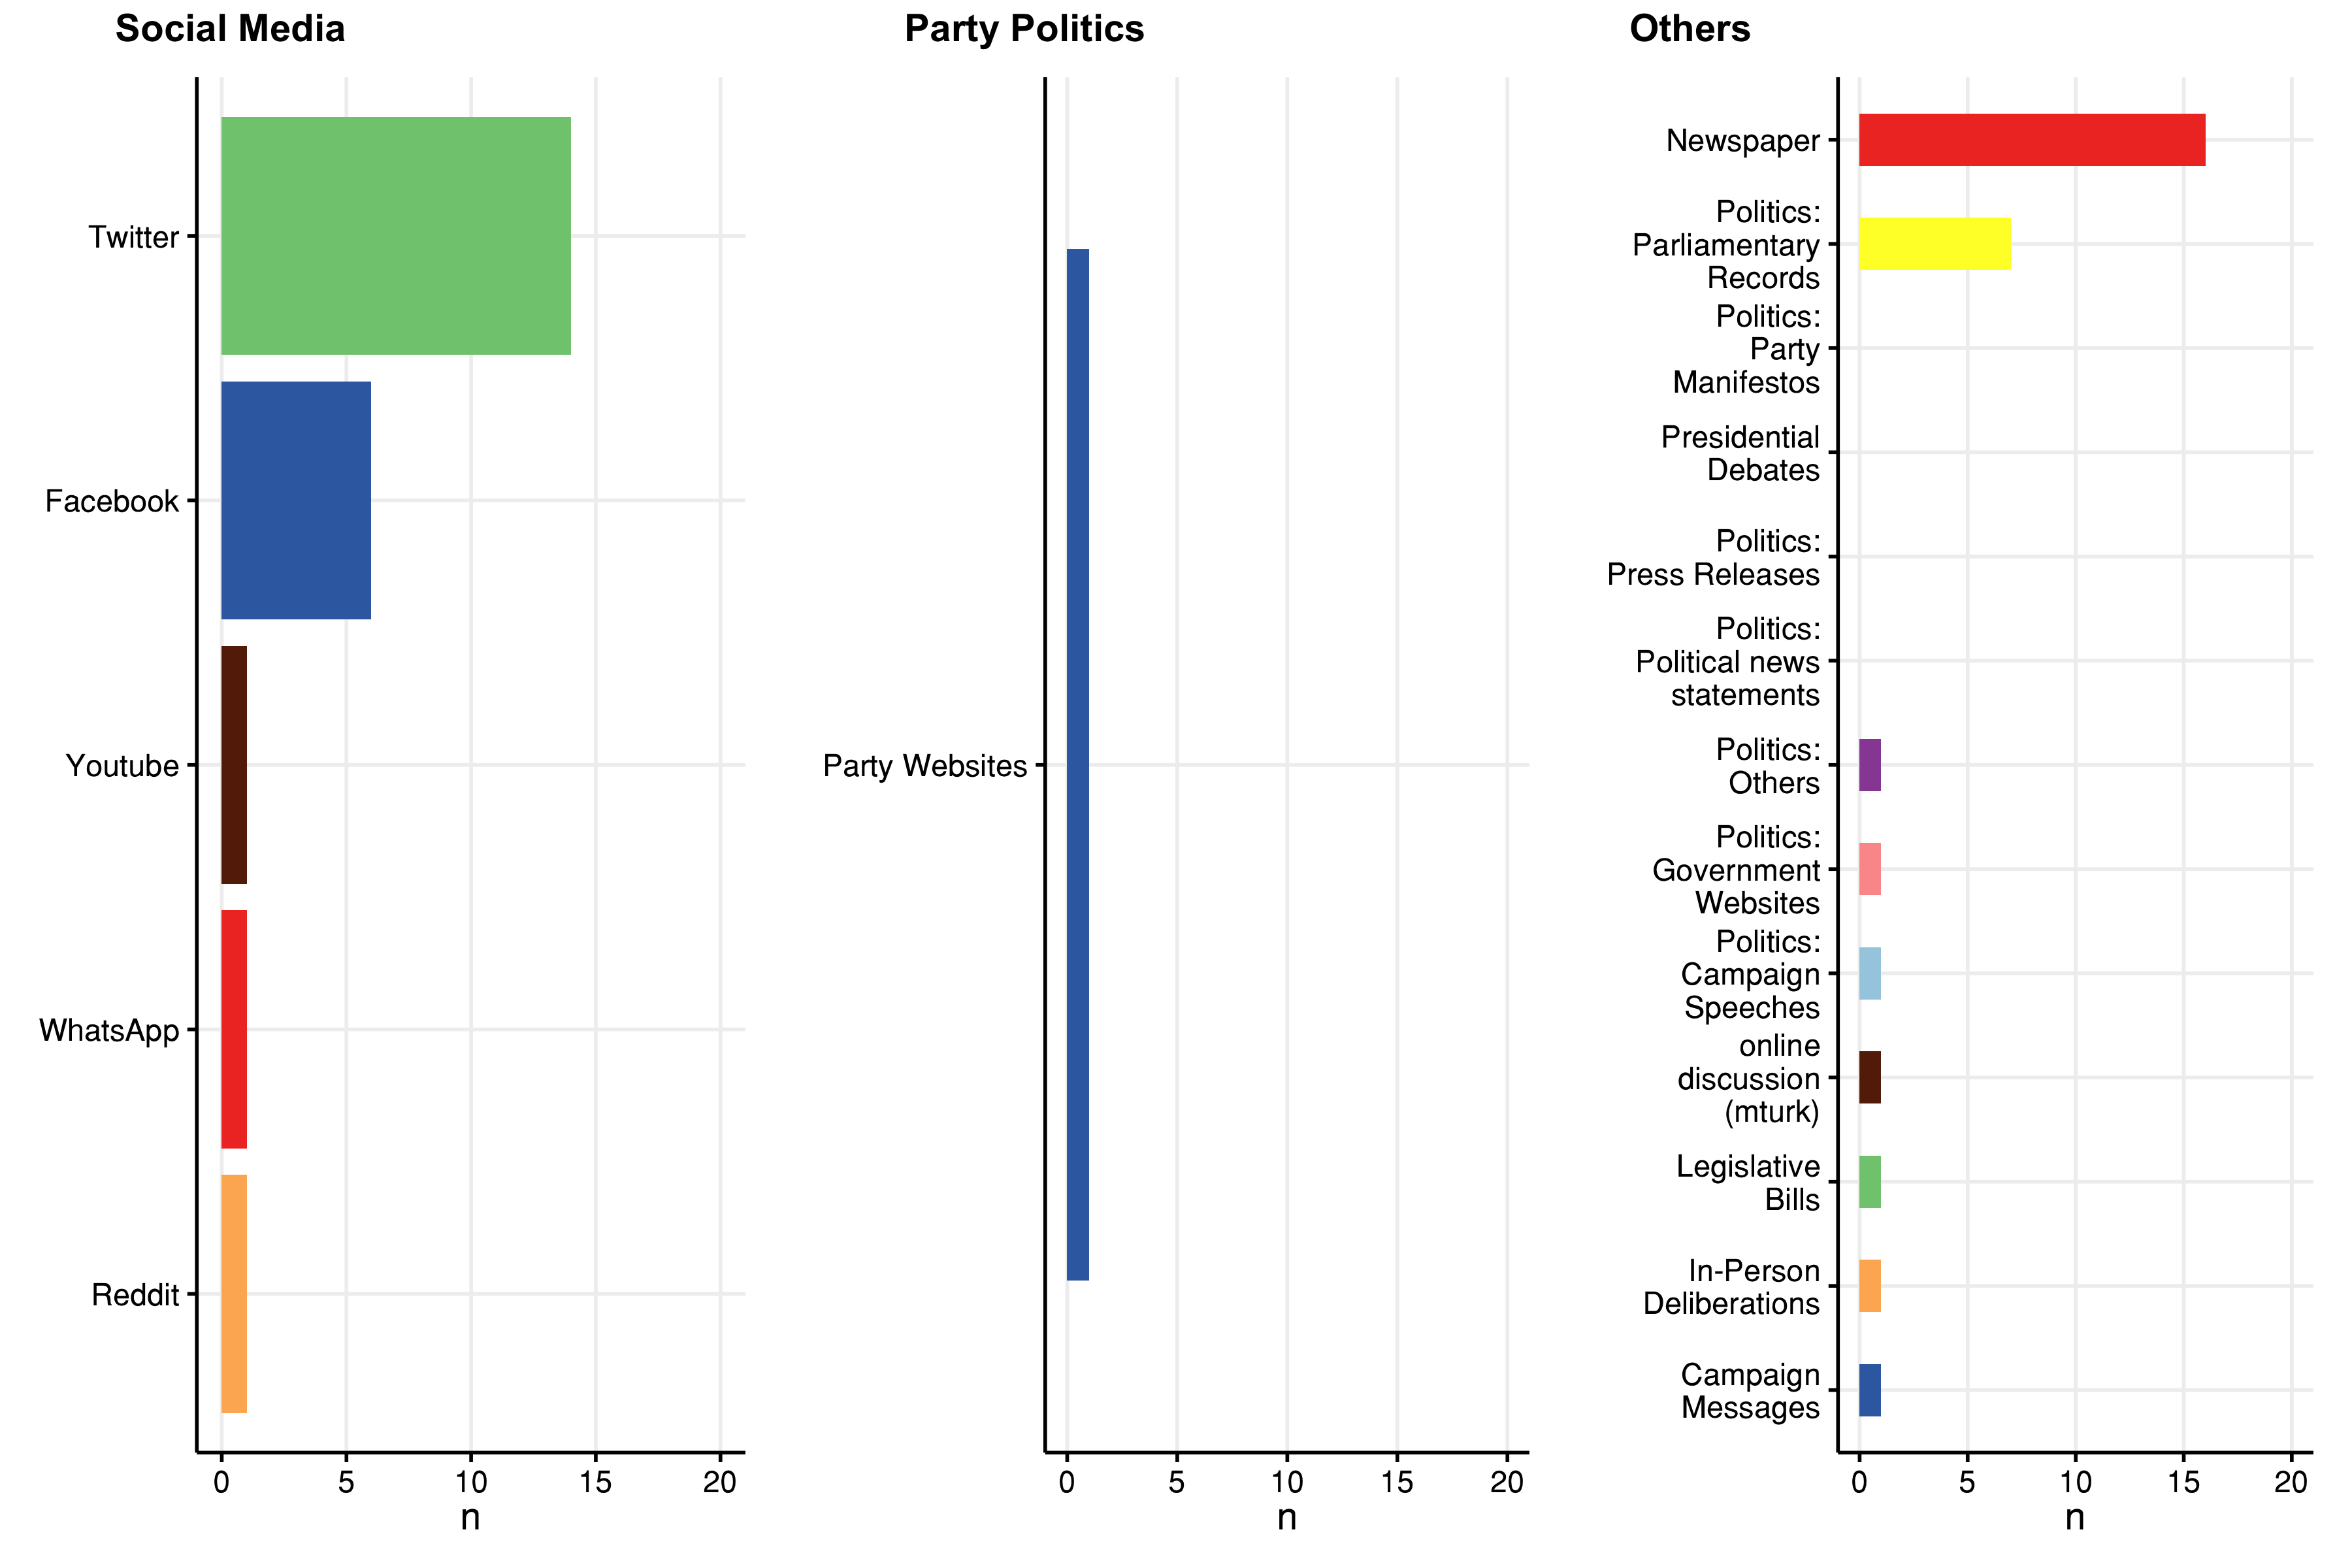 Social Media
Twitter
Facebook
Youtube
WhatsApp
Reddit
0 5 10 15 20
n
Party Politics
Party Websites
0 5 10 15 20
n
Others
Newspaper
Politics:
Parliamentary
Records
Politics:
Party
Manifestos
Presidential
Debates
Politics:
Press Releases
Politics:
Political news
statements
Politics:
Others
Politics:
Government
Websites
Politics:
Campaign
Speeches
online
discussion
(mturk)
Legislative
Bills
In-Person
Deliberations
Campaign
Messages
0 5 10 15 20
n